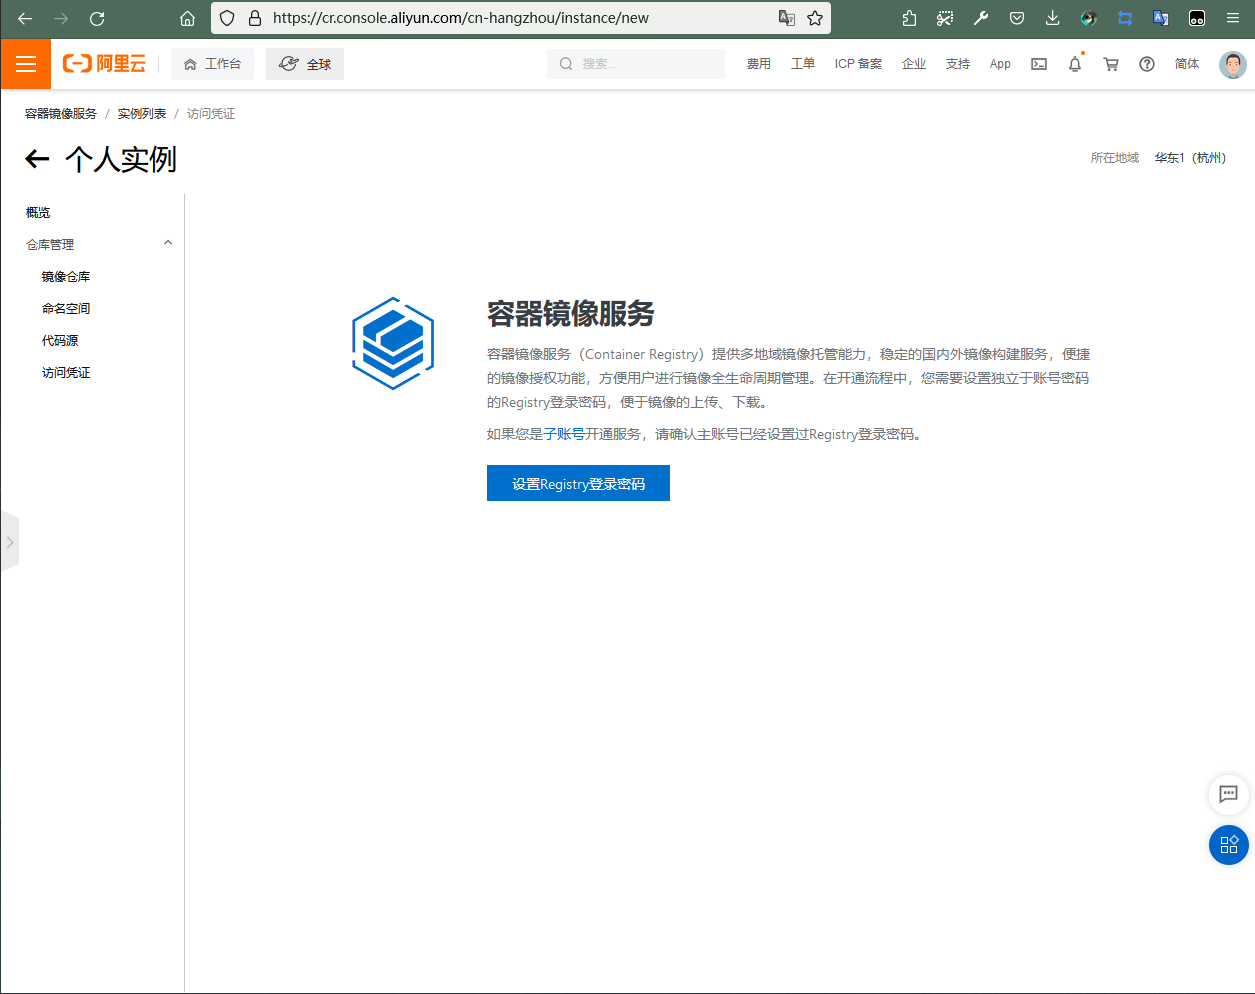 https://cr.console.aliyun.com/cn-hangzhou/instance/new
阿里云
工作台
全球
搜索...
费用
工单
ICP 备案
企业
支持
App
简体
容器镜像服务 / 实例列表 / 访问凭证
个人实例
所在地域 华东1（杭州）
概览
仓库管理
镜像仓库
命名空间
代码源
访问凭证
容器镜像服务
容器镜像服务（Container Registry）提供多地域镜像托管能力，稳定的国内外镜像构建服务，便捷
的镜像授权功能，方便用户进行镜像全生命周期管理。在开通流程中，您需要设置独立于账号密码
的Registry登录密码，便于镜像的上传、下载。
如果您是子账号开通服务，请确认主账号已经设置过Registry登录密码。
设置Registry登录密码